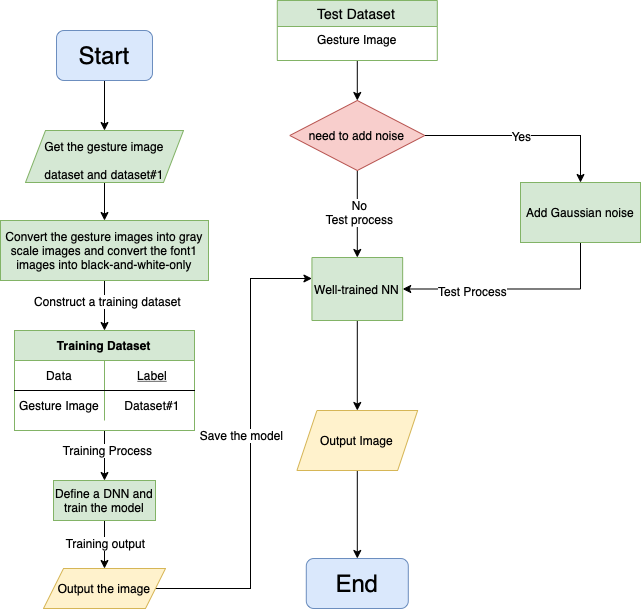 Start
Get the gesture image
dataset and dataset#1
Convert the gesture images into gray
scale images and convert the font1
images into black-and-white-only
Construct a training dataset
Training Dataset
Data
Label
Gesture Image
Dataset#1
Training Process
Define a DNN and
train the model
Training output
Output the image
Save the model
Test Dataset
Gesture Image
need to add noise
Yes
Add Gaussian noise
No
Test process
Test Process
Well-trained NN
Output Image
End